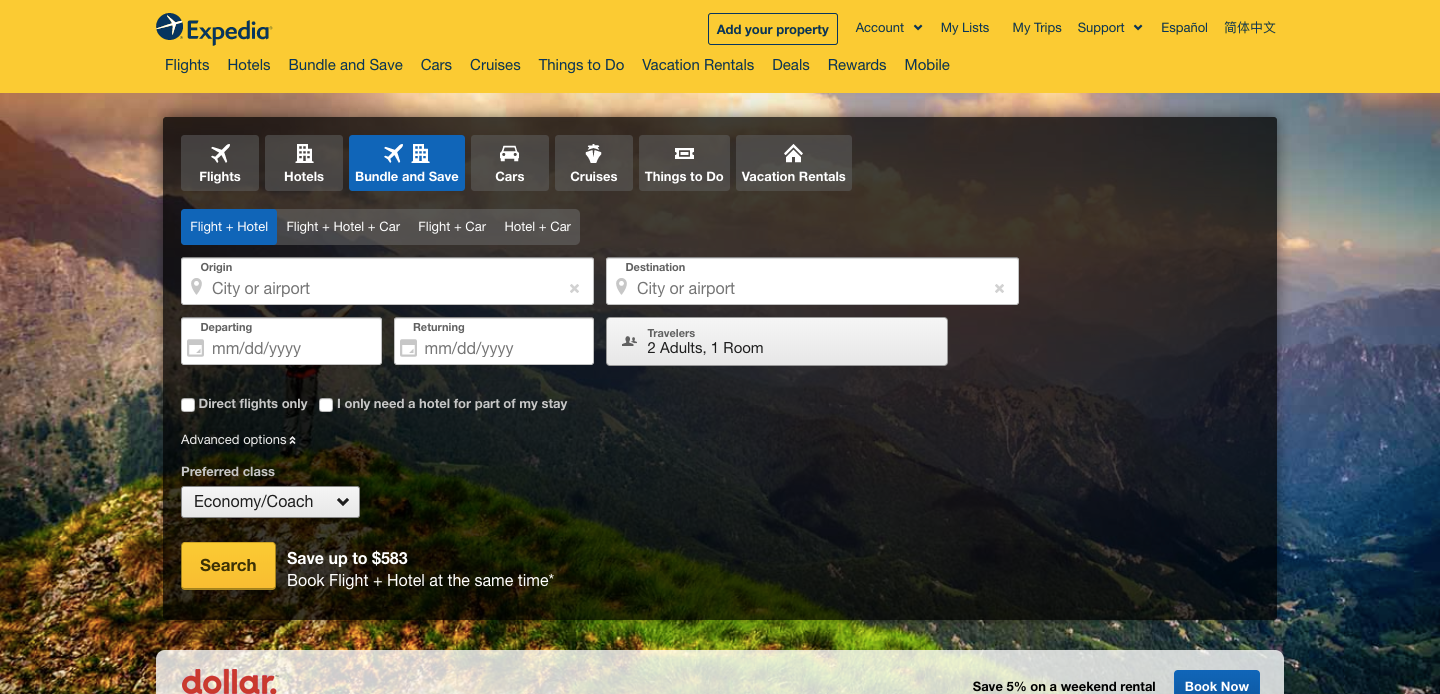 Expedia
Add your property
Account
My Lists
My Trips
Support
Español
简体中文
Flights
Hotels
Bundle and Save
Cars
Cruises
Things to Do
Vacation Rentals
Deals
Rewards
Mobile
Flights
Hotels
Bundle and Save
Cars
Cruises
Things to Do
Vacation Rentals
Flight + Hotel
Flight + Hotel + Car
Flight + Car
Hotel + Car
Origin
City or airport
Destination
City or airport
Departing
mm/dd/yyyy
Returning
mm/dd/yyyy
Travelers
2 Adults, 1 Room
Direct flights only
I only need a hotel for part of my stay
Advanced options
Preferred class
Economy/Coach
Search
Save up to $583
Book Flight + Hotel at the same time*
dollar.
Save 5% on a weekend rental
Book Now